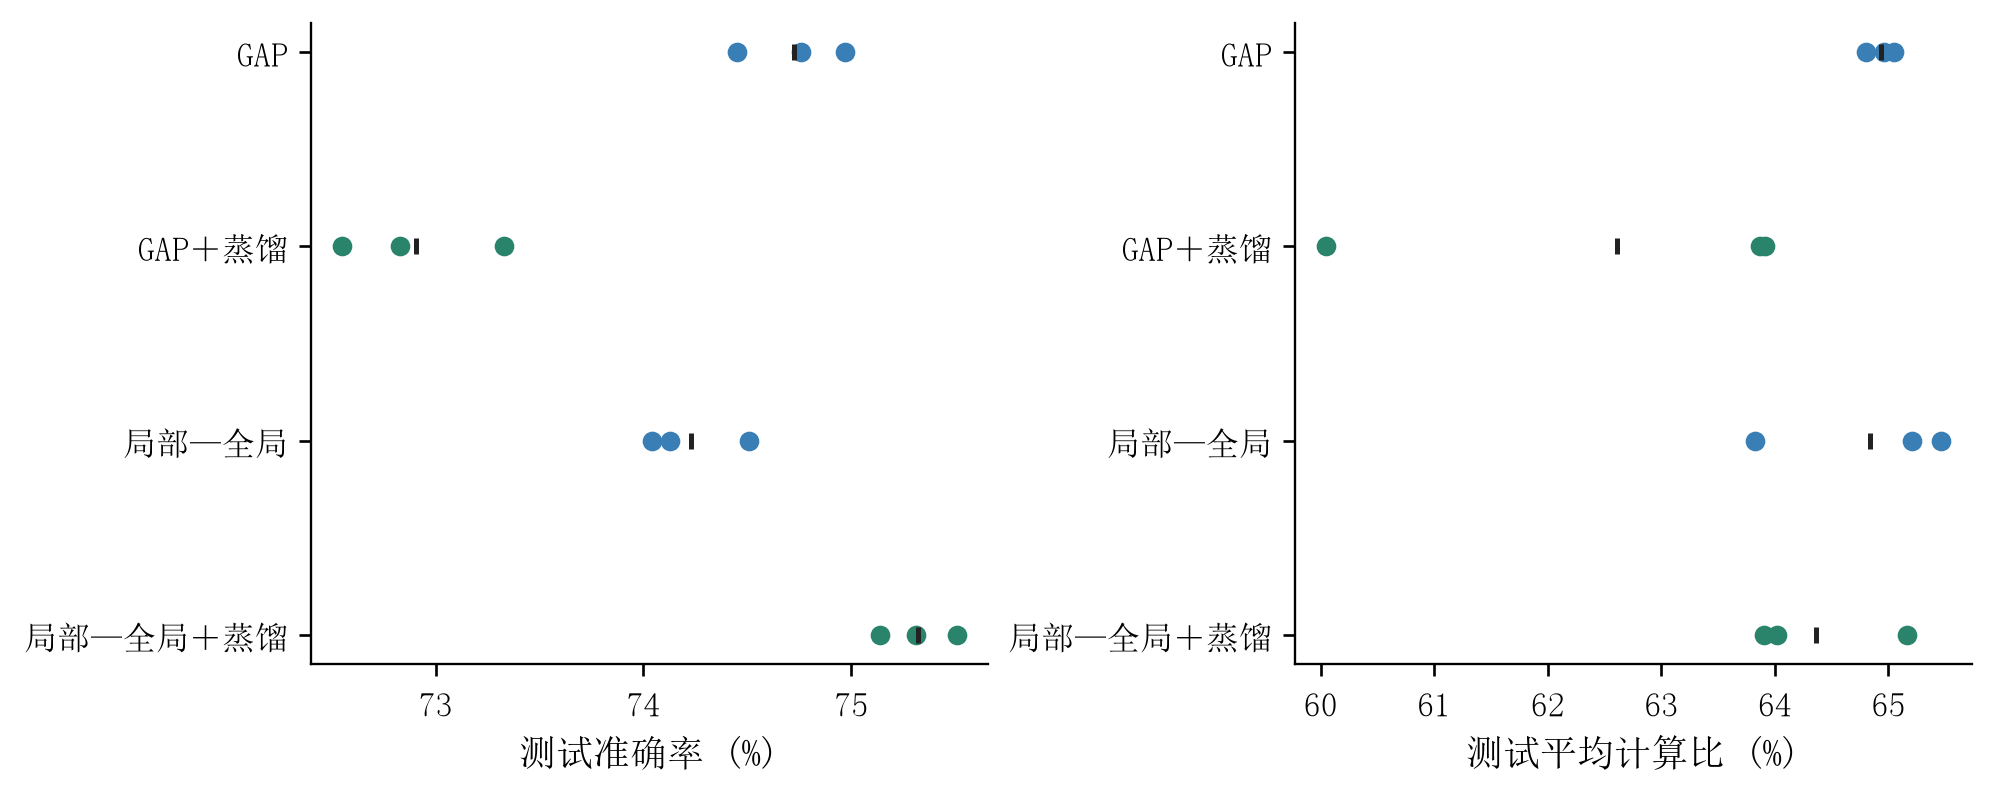 GAP
GAP＋蒸馏
局部—全局
局部—全局＋蒸馏
73 74 75
测试准确率 (%)
GAP
GAP＋蒸馏
局部—全局
局部—全局＋蒸馏
60 61 62 63 64 65
测试平均计算比 (%)